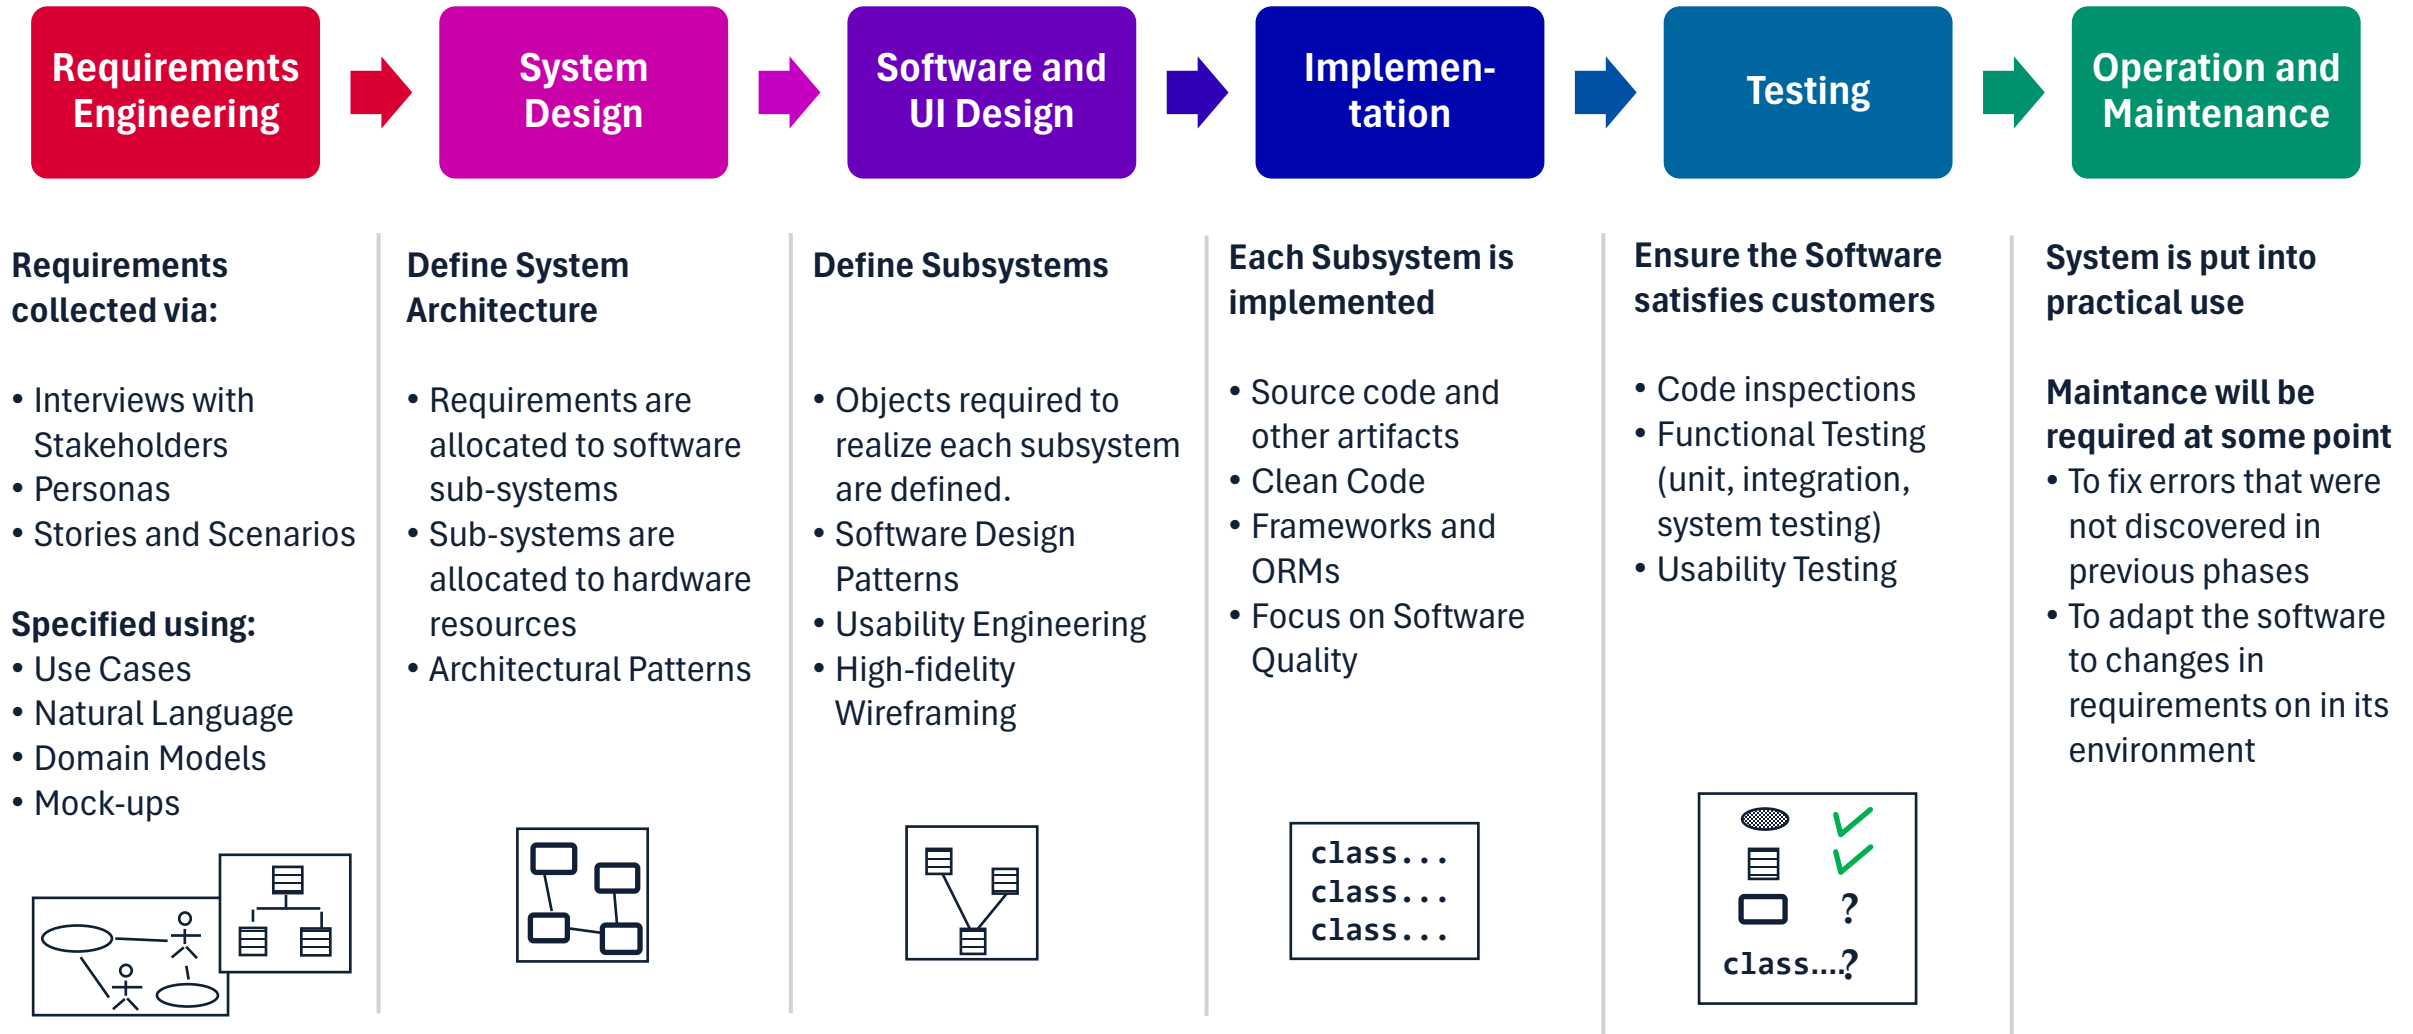 Requirements
Engineering
System
Design
Software and
UI Design
Implemen-
tation
Testing
Operation and
Maintenance
Requirements
collected via:
• Interviews with
Stakeholders
• Personas
• Stories and Scenarios
Specified using:
• Use Cases
• Natural Language
• Domain Models
• Mock-ups
Define System
Architecture
• Requirements are
allocated to software
sub-systems
• Sub-systems are
allocated to hardware
resources
• Architectural Patterns
Define Subsystems
• Objects required to
realize each subsystem
are defined.
• Software Design
Patterns
• Usability Engineering
• High-fidelity
Wireframing
Each Subsystem is
implemented
• Source code and
other artifacts
• Clean Code
• Frameworks and
ORMs
• Focus on Software
Quality
class...
class...
class...
Ensure the Software
satisfies customers
• Code inspections
• Functional Testing
(unit, integration,
system testing)
• Usability Testing
?
class....?
System is put into
practical use
Maintance will be
required at some point
• To fix errors that were
not discovered in
previous phases
• To adapt the software
to changes in
requirements on in its
environment